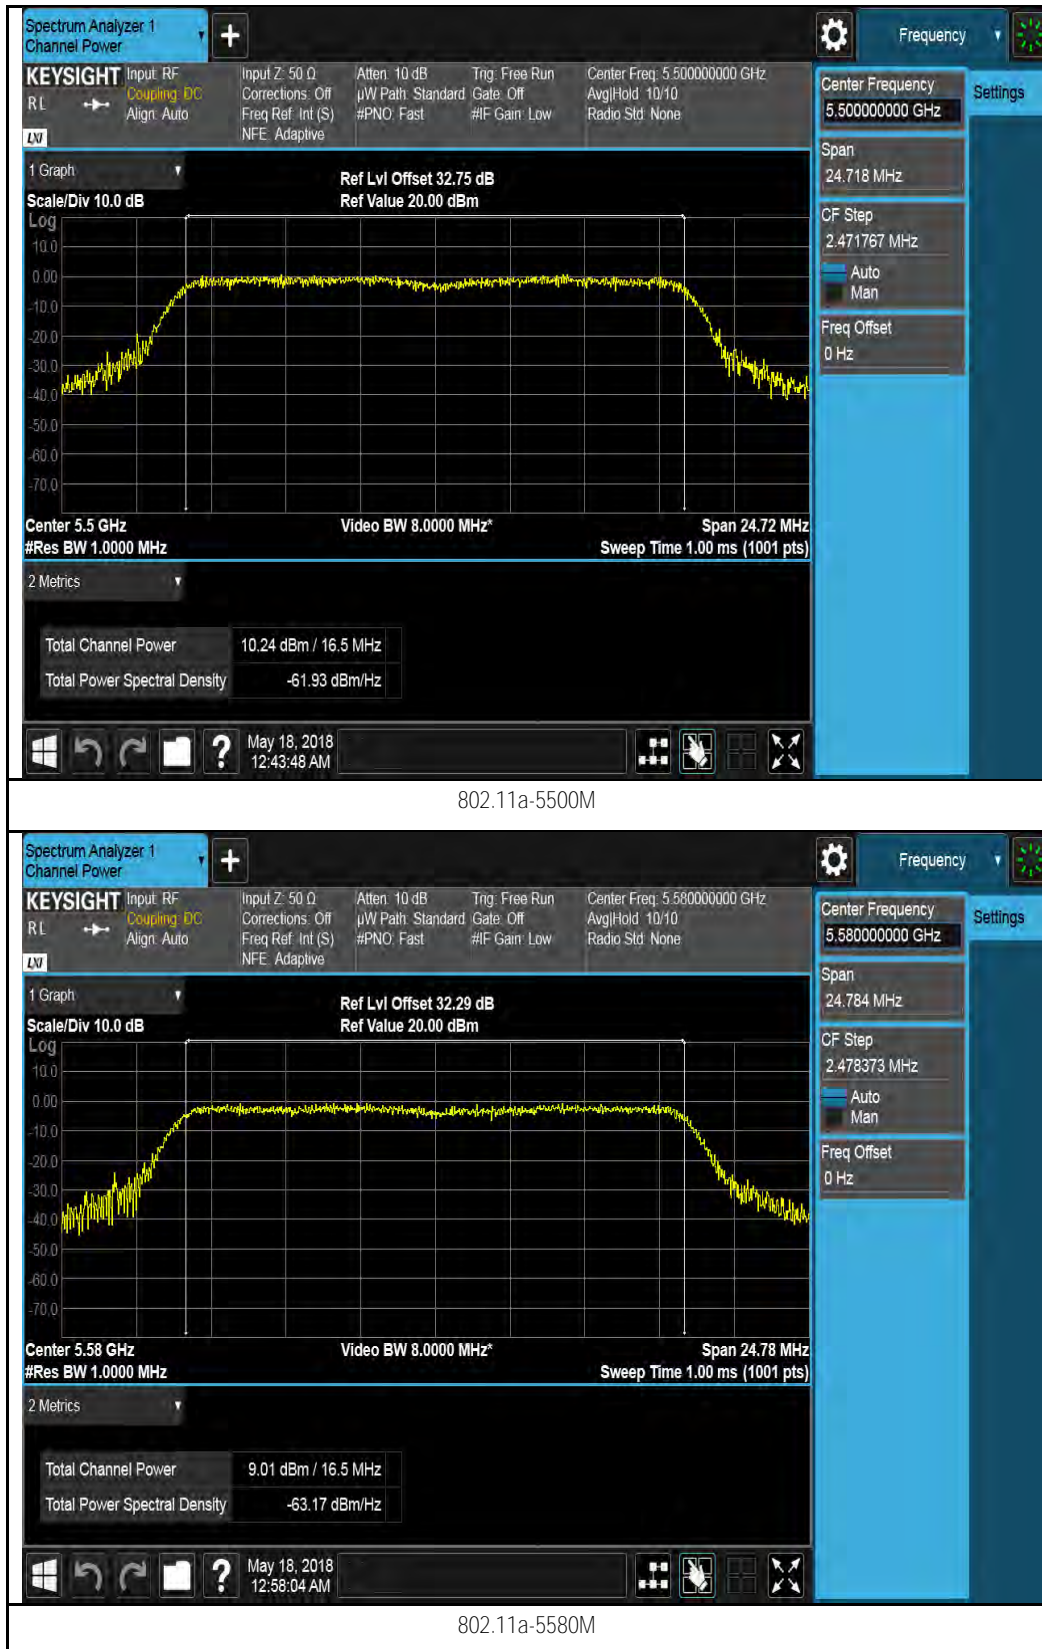 Spectrum Analyzer 1
Channel Power
Frequency
KEYSIGHT
RL
LXI
Input: RF
Coupling: DC
Align: Auto
Input Z: 50 Ω
Corrections: Off
Freq Ref: Int (S)
NFE: Adaptive
Atten: 10 dB
µW Path: Standard
#PNO: Fast
Trig: Free Run
Gate: Off
#IF Gain: Low
Center Freq: 5.500000000 GHz
Avg|Hold: 10/10
Radio Std: None
Center Frequency
5.500000000 GHz
Settings
Span
24.718 MHz
CF Step
2.471767 MHz
Auto
Man
Freq Offset
0 Hz
1 Graph
Ref Lvl Offset 32.75 dB
Scale/Div 10.0 dB
Ref Value 20.00 dBm
Log
10.0
0.00
-10.0
-20.0
-30.0
-40.0
-50.0
-60.0
-70.0
Center 5.5 GHz
Video BW 8.0000 MHz*
Span 24.72 MHz
#Res BW 1.0000 MHz
Sweep Time 1.00 ms (1001 pts)
2 Metrics
Total Channel Power 10.24 dBm / 16.5 MHz
Total Power Spectral Density -61.93 dBm/Hz
?
May 18, 2018
12:43:48 AM
802.11a-5500M
Spectrum Analyzer 1
Channel Power
Frequency
KEYSIGHT
RL
LXI
Input: RF
Coupling: DC
Align: Auto
Input Z: 50 Ω
Corrections: Off
Freq Ref: Int (S)
NFE: Adaptive
Atten: 10 dB
µW Path: Standard
#PNO: Fast
Trig: Free Run
Gate: Off
#IF Gain: Low
Center Freq: 5.580000000 GHz
Avg|Hold: 10/10
Radio Std: None
Center Frequency
5.580000000 GHz
Settings
Span
24.784 MHz
CF Step
2.478373 MHz
Auto
Man
Freq Offset
0 Hz
1 Graph
Ref Lvl Offset 32.29 dB
Scale/Div 10.0 dB
Ref Value 20.00 dBm
Log
10.0
0.00
-10.0
-20.0
-30.0
-40.0
-50.0
-60.0
-70.0
Center 5.58 GHz
Video BW 8.0000 MHz*
Span 24.78 MHz
#Res BW 1.0000 MHz
Sweep Time 1.00 ms (1001 pts)
2 Metrics
Total Channel Power 9.01 dBm / 16.5 MHz
Total Power Spectral Density -63.17 dBm/Hz
?
May 18, 2018
12:58:04 AM
802.11a-5580M